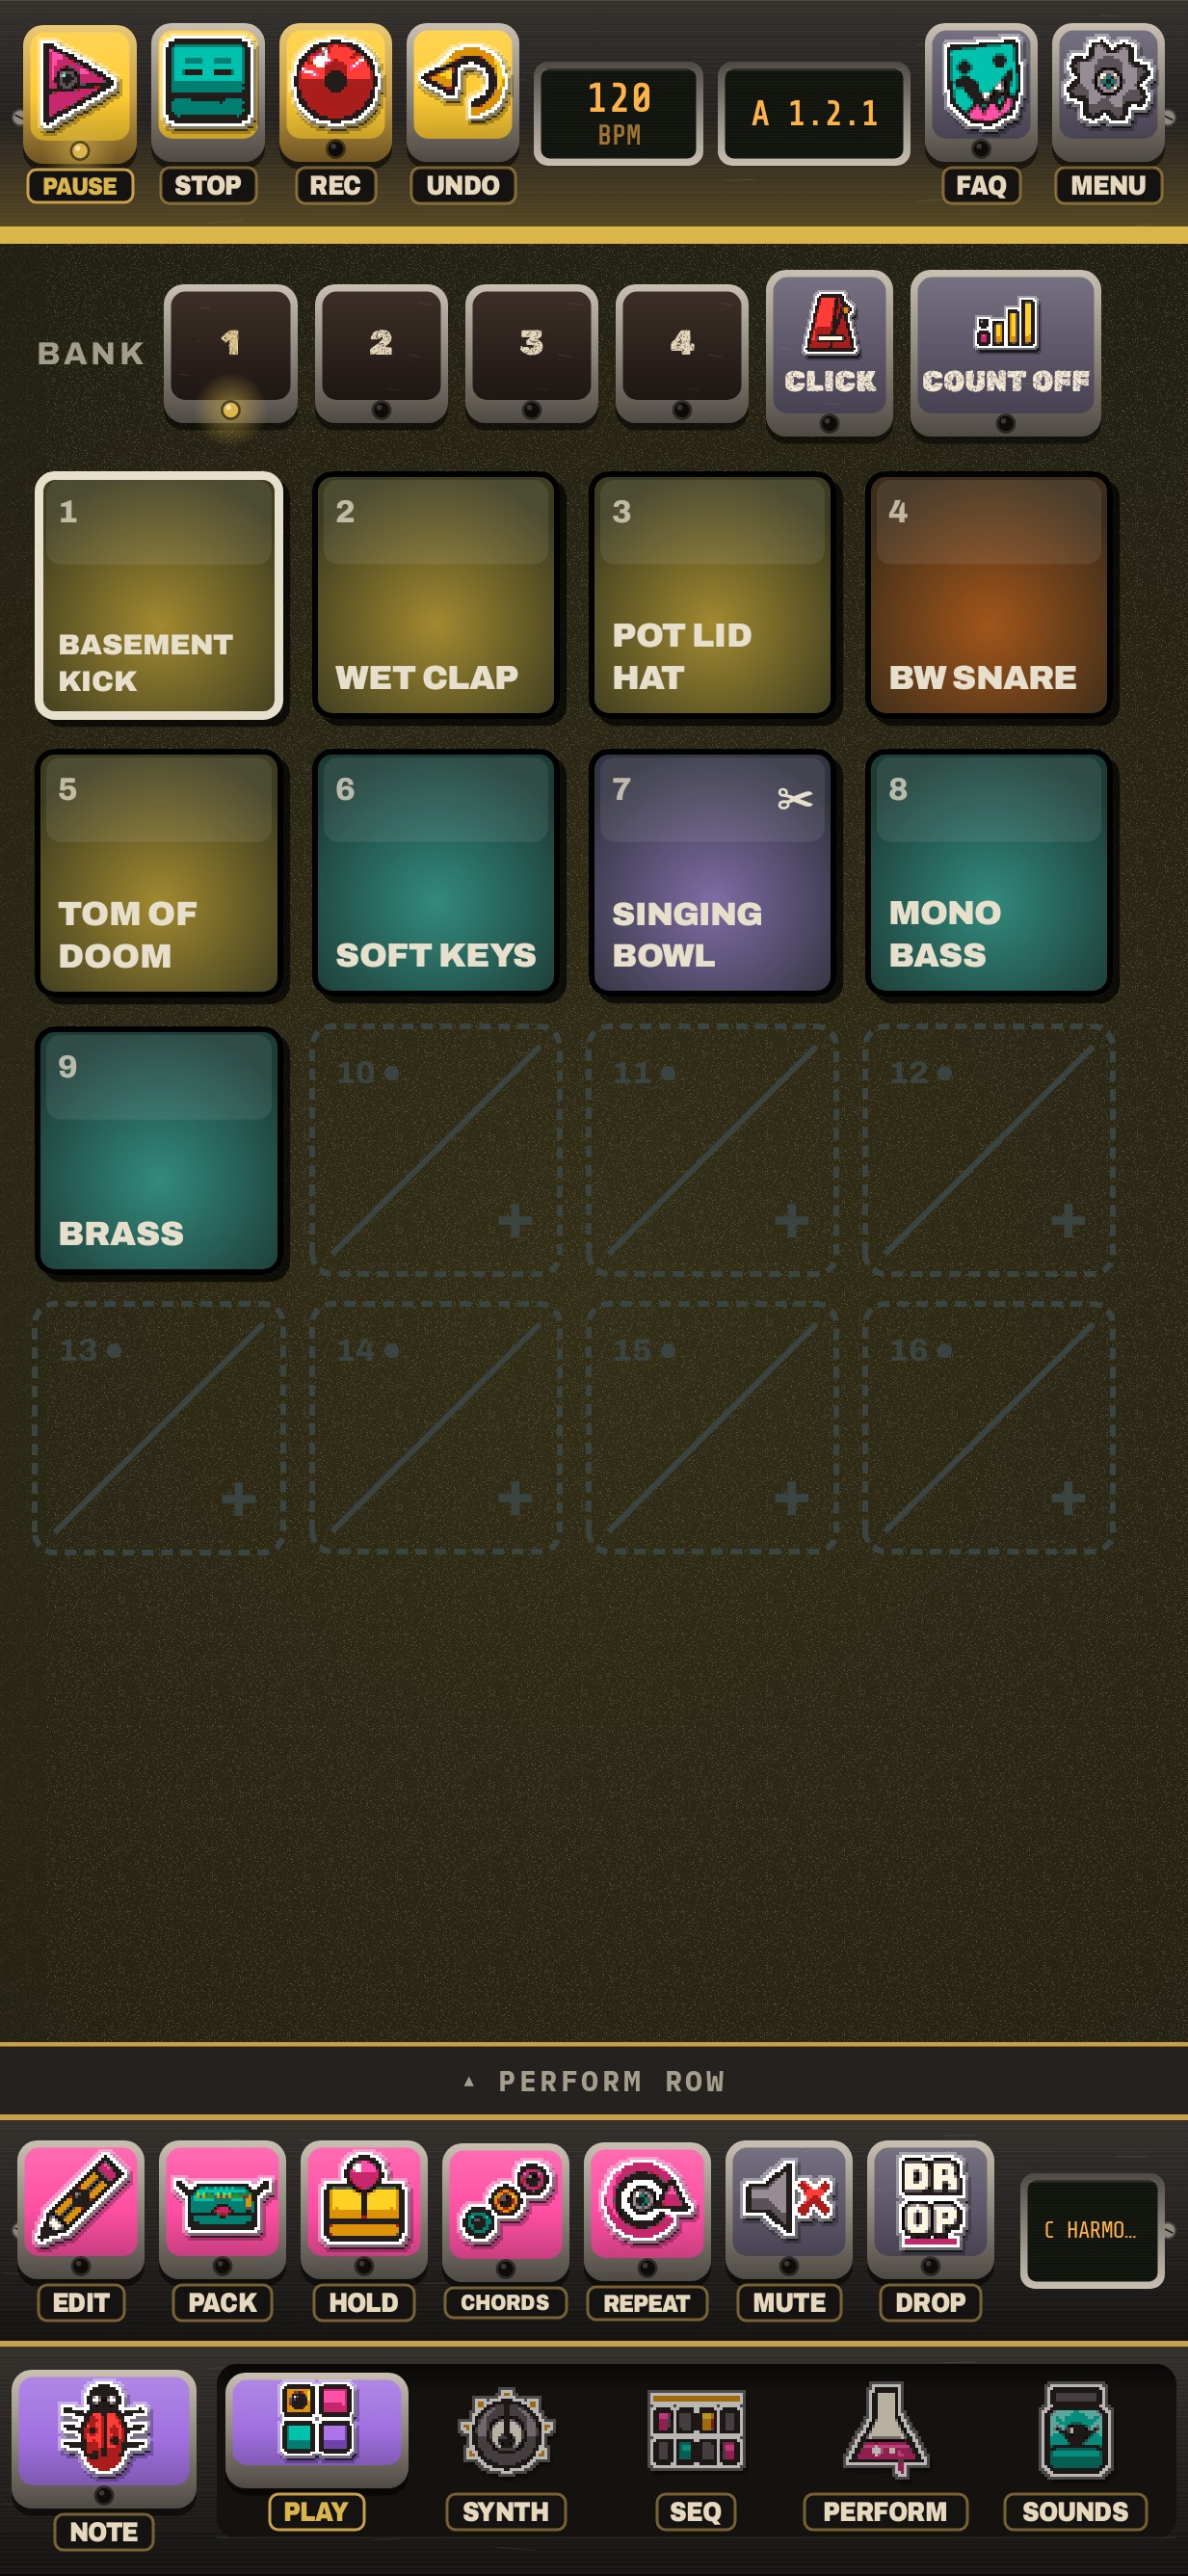 PAUSE
STOP
REC
UNDO
120
BPM
A 1.2.1
FAQ
MENU
BANK
1
2
3
4
CLICK
COUNT OFF
1
BASEMENT
KICK
2
WET CLAP
3
POT LID
HAT
4
BW SNARE
5
TOM OF
DOOM
6
SOFT KEYS
7
SINGING
BOWL
8
MONO
BASS
9
BRASS
10
11
12
13
14
15
16
▲ PERFORM ROW
DR
OP
C HARMO…
EDIT
PACK
HOLD
CHORDS
REPEAT
MUTE
DROP
NOTE
PLAY
SYNTH
SEQ
PERFORM
SOUNDS